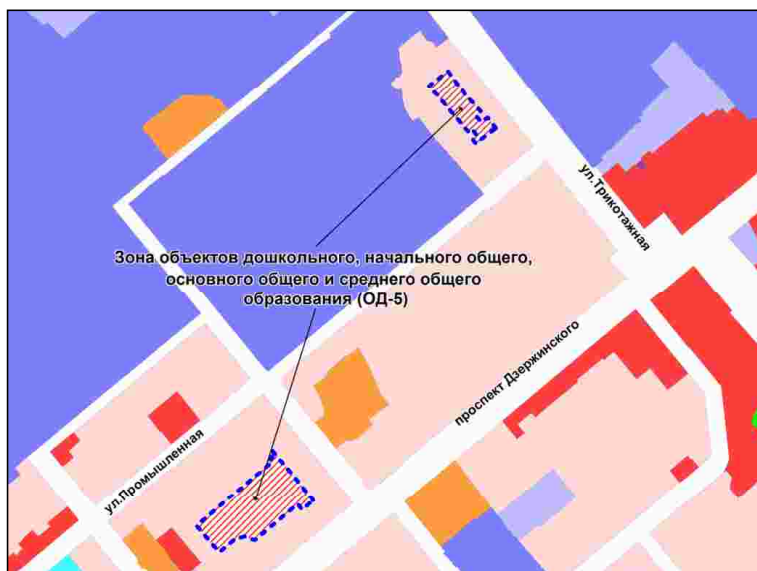 ул.Трикотажная
Зона объектов дошкольного, начального общего,
основного общего и среднего общего
образования (ОД-5)
проспект Дзержинского
ул.Промышленная